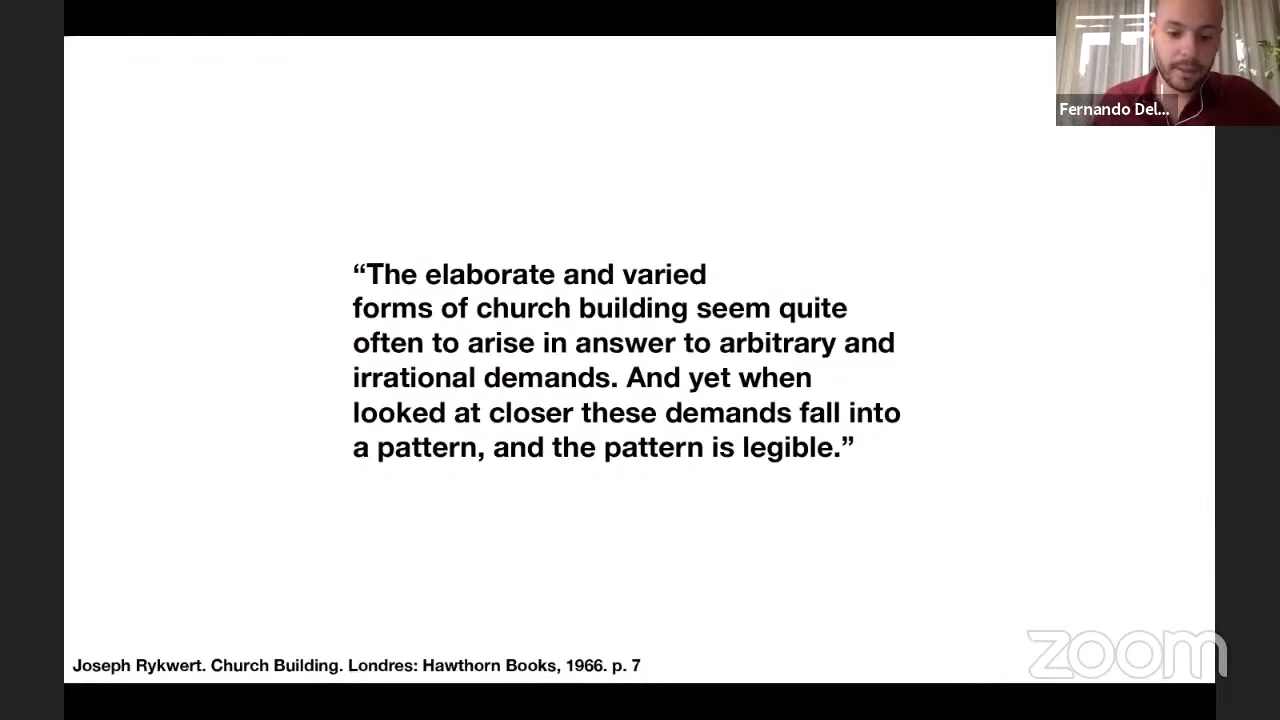 Fernando Del...
“The elaborate and varied
forms of church building seem quite
often to arise in answer to arbitrary and
irrational demands. And yet when
looked at closer these demands fall into
a pattern, and the pattern is legible.”
Joseph Rykwert. Church Building. Londres: Hawthorn Books, 1966. p. 7
zoom